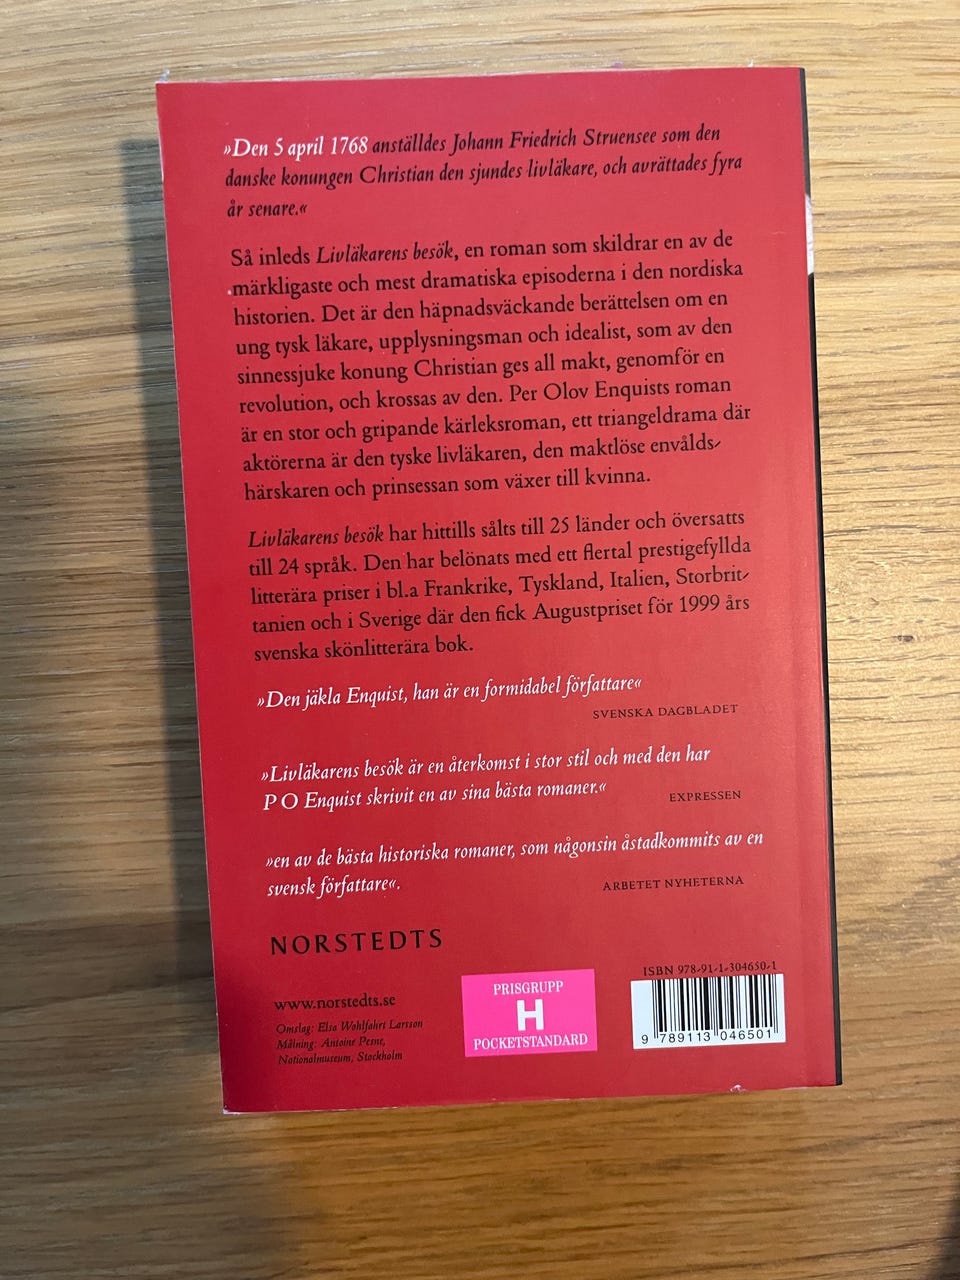 »Den 5 april 1768 anställdes Johann Friedrich Struensee som den
danske konungen Christian den sjundes livläkare, och avrättades fyra
år senare.«
Så inleds Livläkarens besök, en roman som skildrar en av de
märkligaste och mest dramatiska episoderna i den nordiska
historien. Det är den häpnadsväckande berättelsen om en
ung tysk läkare, upplysningsman och idealist, som av den
sinnessjuke konung Christian ges all makt, genomför en
revolution, och krossas av den. Per Olov Enquists roman
är en stor och gripande kärleksroman, ett triangeldrama där
aktörerna är den tyske livläkaren, den maktlöse envålds-
härskaren och prinsessan som växer till kvinna.
Livläkarens besök har hittills sålts till 25 länder och översatts
till 24 språk. Den har belönats med ett flertal prestigefyllda
litterära priser i bl.a Frankrike, Tyskland, Italien, Storbrit-
tanien och i Sverige där den fick Augustpriset för 1999 års
svenska skönlitterära bok.
»Den jäkla Enquist, han är en formidabel författare«
SVENSKA DAGBLADET
»Livläkarens besök är en återkomst i stor stil och med den har
P O Enquist skrivit en av sina bästa romaner.«
EXPRESSEN
»en av de bästa historiska romaner, som någonsin åstadkommits av en
svensk författare«.
ARBETET NYHETERNA
NORSTEDTS
www.norstedts.se
Omslag: Elsa Wohlfahrt Larsson
Målning: Antoine Pesne,
Nationalmuseum, Stockholm
PRISGRUPP
H
POCKETSTANDARD
ISBN 978-91-1-304650-1
9 789113 046501